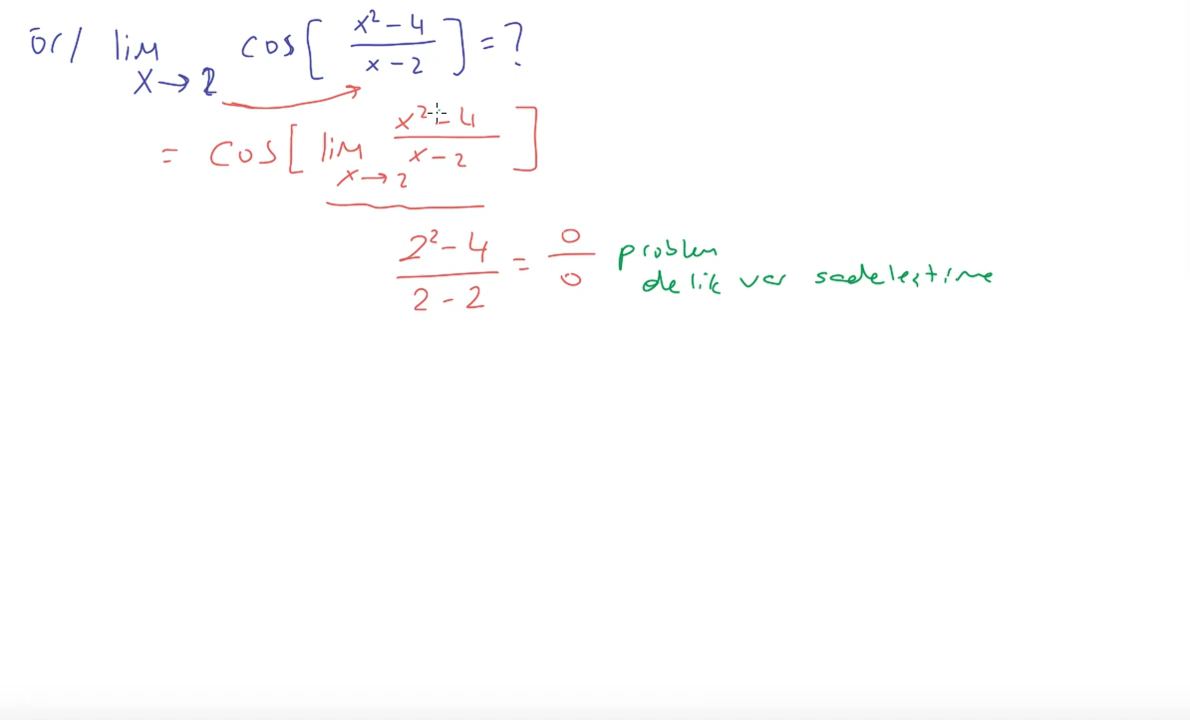 ör/ lim x→2 cos[ (x² - 4)/(x - 2) ] = ?
= cos[ lim x→2 (x² - 4)/(x - 2) ]
(2² - 4)/(2 - 2) = 0/0 problem
delik var sadeleştirme